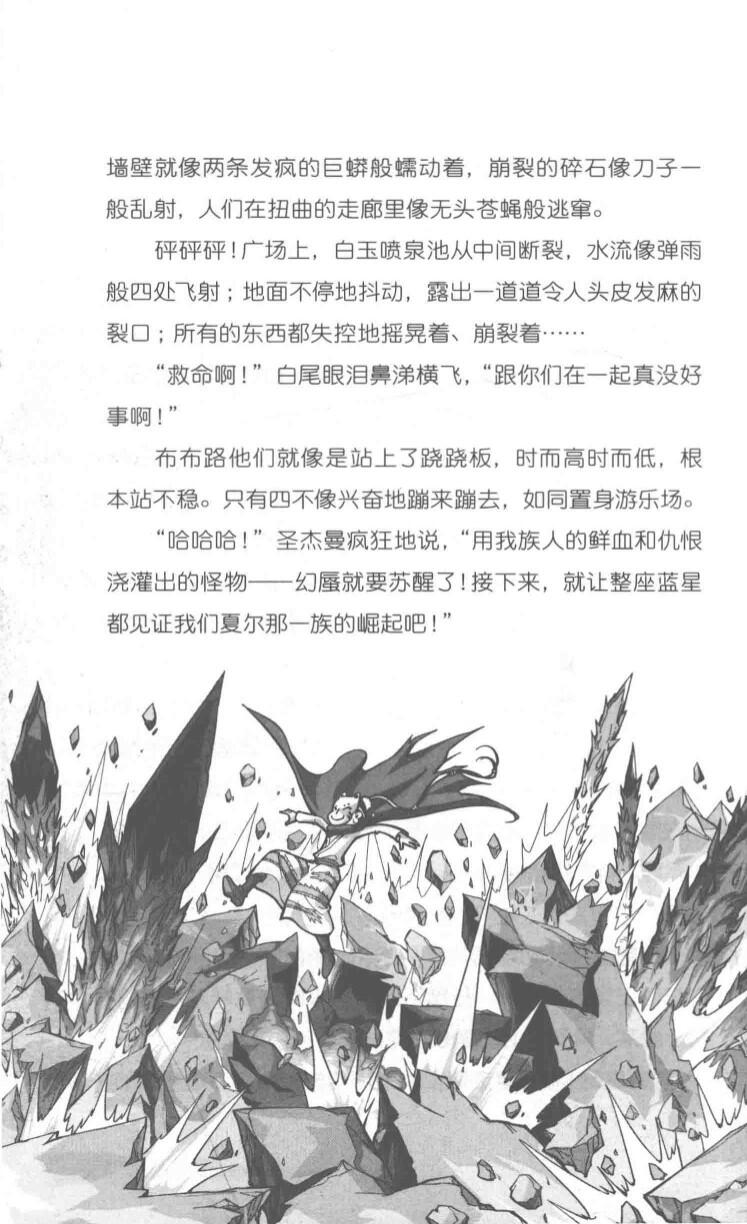 墙壁就像两条发疯的巨蟒般蠕动着，崩裂的碎石像刀子一
般乱射，人们在扭曲的走廊里像无头苍蝇般逃窜。
砰砰砰！广场上，白玉喷泉池从中间断裂，水流像弹雨
般四处飞射；地面不停地抖动，露出一道道令人头皮发麻的
裂口；所有的东西都失控地摇晃着、崩裂着……
“救命啊！”白尾眼泪鼻涕横飞，“跟你们在一起真没好
事啊！”
布布路他们就像是站上了跷跷板，时而高时而低，根
本站不稳。只有四不像兴奋地蹦来蹦去，如同置身游乐场。
“哈哈哈！”圣杰曼疯狂地说，“用我族人的鲜血和仇恨
浇灌出的怪物——幻蜃就要苏醒了！接下来，就让整座蓝星
都见证我们夏尔那一族的崛起吧！”